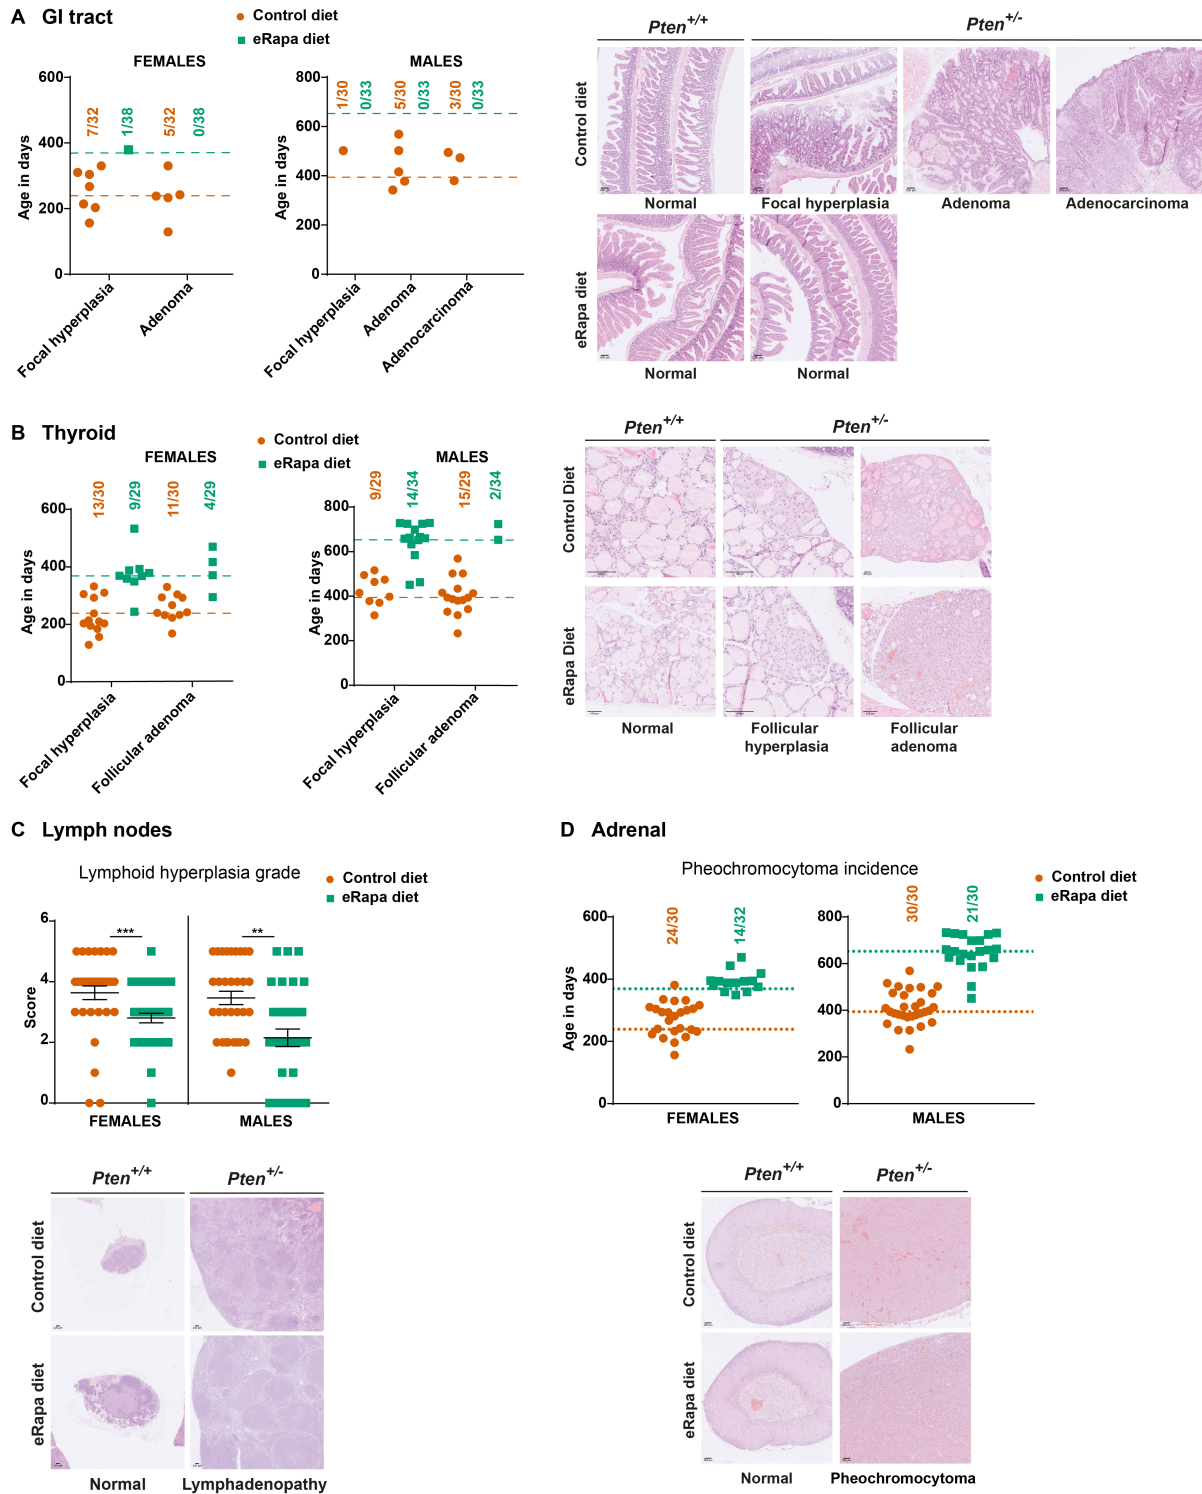 A GI tract
Control diet
eRapa diet
FEMALES
7/32
1/38
5/32
0/38
600
400
200
0
Age in days
Focal hyperplasia
Adenoma
MALES
1/30
0/33
5/30
0/33
3/30
0/33
800
600
400
200
0
Age in days
Focal hyperplasia
Adenoma
Adenocarcinoma
Pten+/+
Pten+/-
Control diet
Normal
Focal hyperplasia
Adenoma
Adenocarcinoma
eRapa diet
Normal
Normal
B Thyroid
Control diet
eRapa diet
FEMALES
13/30
9/29
11/30
4/29
600
400
200
0
Age in days
Focal hyperplasia
Follicular adenoma
MALES
9/29
14/34
15/29
2/34
800
600
400
200
0
Age in days
Focal hyperplasia
Follicular adenoma
Pten+/+
Pten+/-
Control Diet
eRapa Diet
Normal
Follicular
hyperplasia
Follicular
adenoma
C Lymph nodes
Lymphoid hyperplasia grade
Control diet
eRapa diet
6
4
2
0
Score
***
**
FEMALES
MALES
Pten+/+
Pten+/-
Control diet
eRapa diet
Normal
Lymphadenopathy
D Adrenal
Pheochromocytoma incidence
Control diet
eRapa diet
24/30
14/32
600
400
200
0
Age in days
FEMALES
30/30
21/30
800
600
400
200
0
MALES
Pten+/+
Pten+/-
Control diet
eRapa diet
Normal
Pheochromocytoma